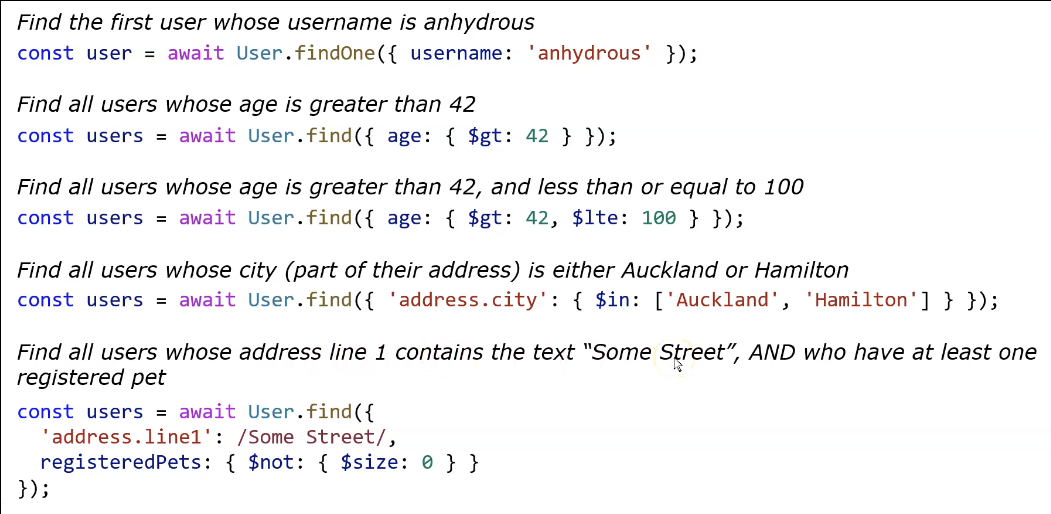 Find the first user whose username is anhydrous
const user = await User.findOne({ username: 'anhydrous' });
Find all users whose age is greater than 42
const users = await User.find({ age: { $gt: 42 } });
Find all users whose age is greater than 42, and less than or equal to 100
const users = await User.find({ age: { $gt: 42, $lte: 100 } });
Find all users whose city (part of their address) is either Auckland or Hamilton
const users = await User.find({ 'address.city': { $in: ['Auckland', 'Hamilton'] } });
Find all users whose address line 1 contains the text “Some Street”, AND who have at least one
registered pet
const users = await User.find({
  'address.line1': /Some Street/,
  registeredPets: { $not: { $size: 0 } }
});